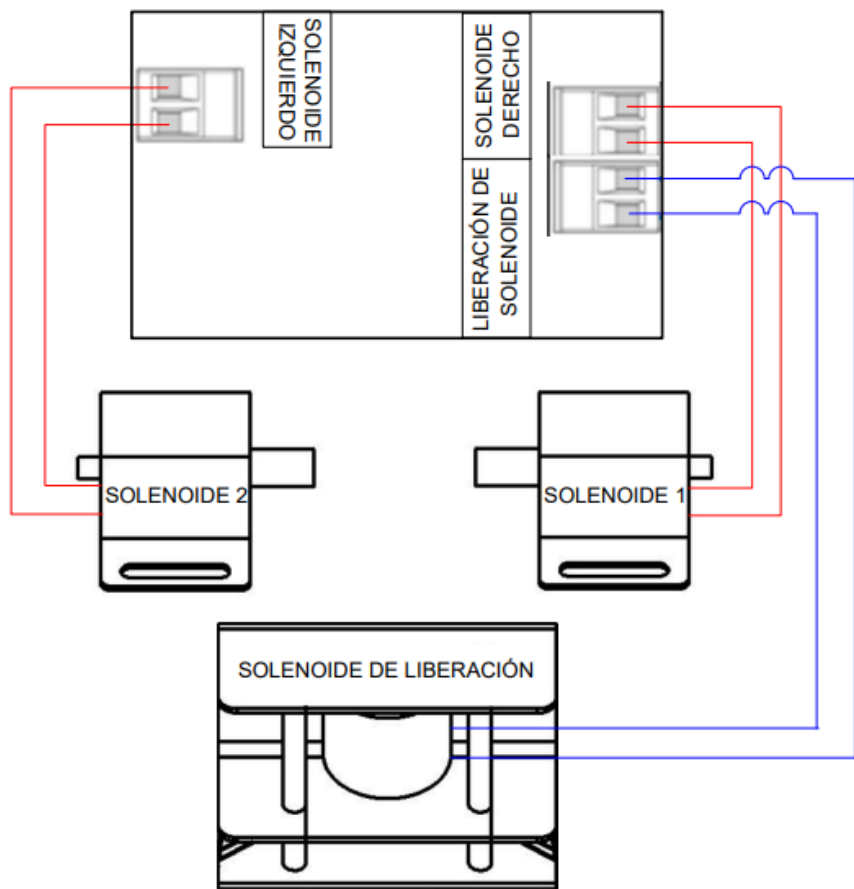 SOLENOIDE
IZQUIERDO
SOLENOIDE
DERECHO
LIBERACIÓN DE
SOLENOIDE
SOLENOIDE 2
SOLENOIDE 1
SOLENOIDE DE LIBERACIÓN